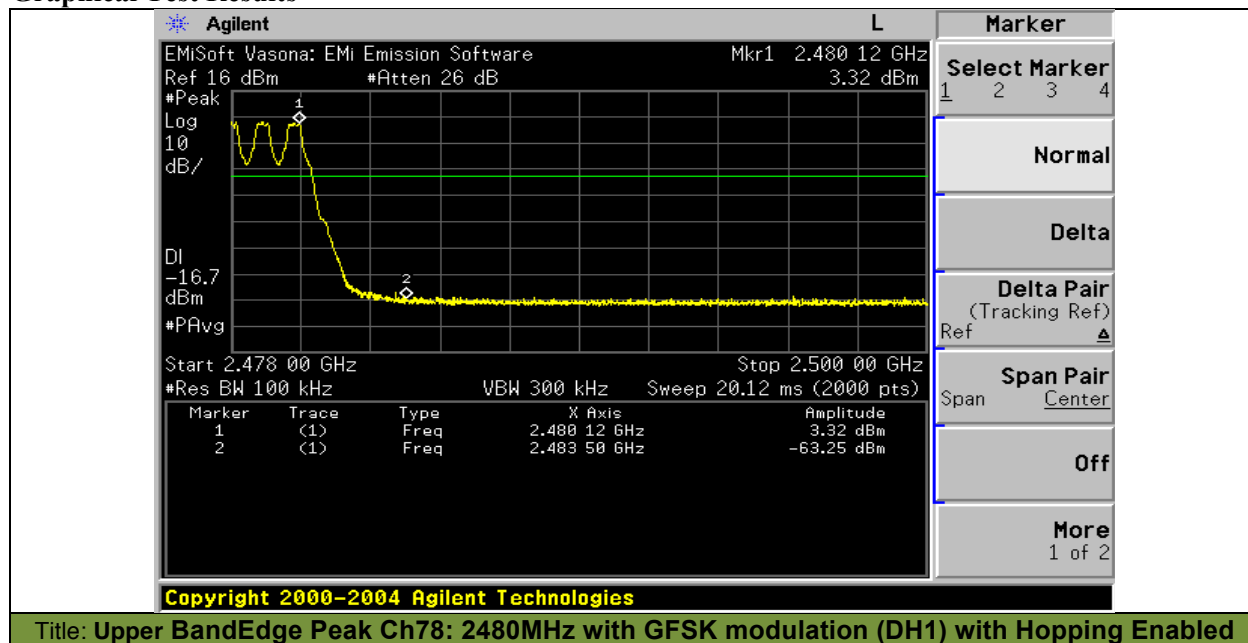 Agilent L Marker
EMiSoft Vasona: EMi Emission Software Mkr1 2.480 12 GHz
Ref 16 dBm #Atten 26 dB 3.32 dBm
#Peak
Log
10
dB/
1
2
DI
-16.7
dBm
#PAvg
Start 2.478 00 GHz Stop 2.500 00 GHz
#Res BW 100 kHz VBW 300 kHz Sweep 20.12 ms (2000 pts)
Marker Trace Type X Axis Amplitude
1 (1) Freq 2.480 12 GHz 3.32 dBm
2 (1) Freq 2.483 50 GHz -63.25 dBm
Select Marker
1 2 3 4
Normal
Delta
Delta Pair
(Tracking Ref)
Ref Δ
Span Pair
Span Center
Off
More
1 of 2
Copyright 2000-2004 Agilent Technologies
Title: Upper BandEdge Peak Ch78: 2480MHz with GFSK modulation (DH1) with Hopping Enabled